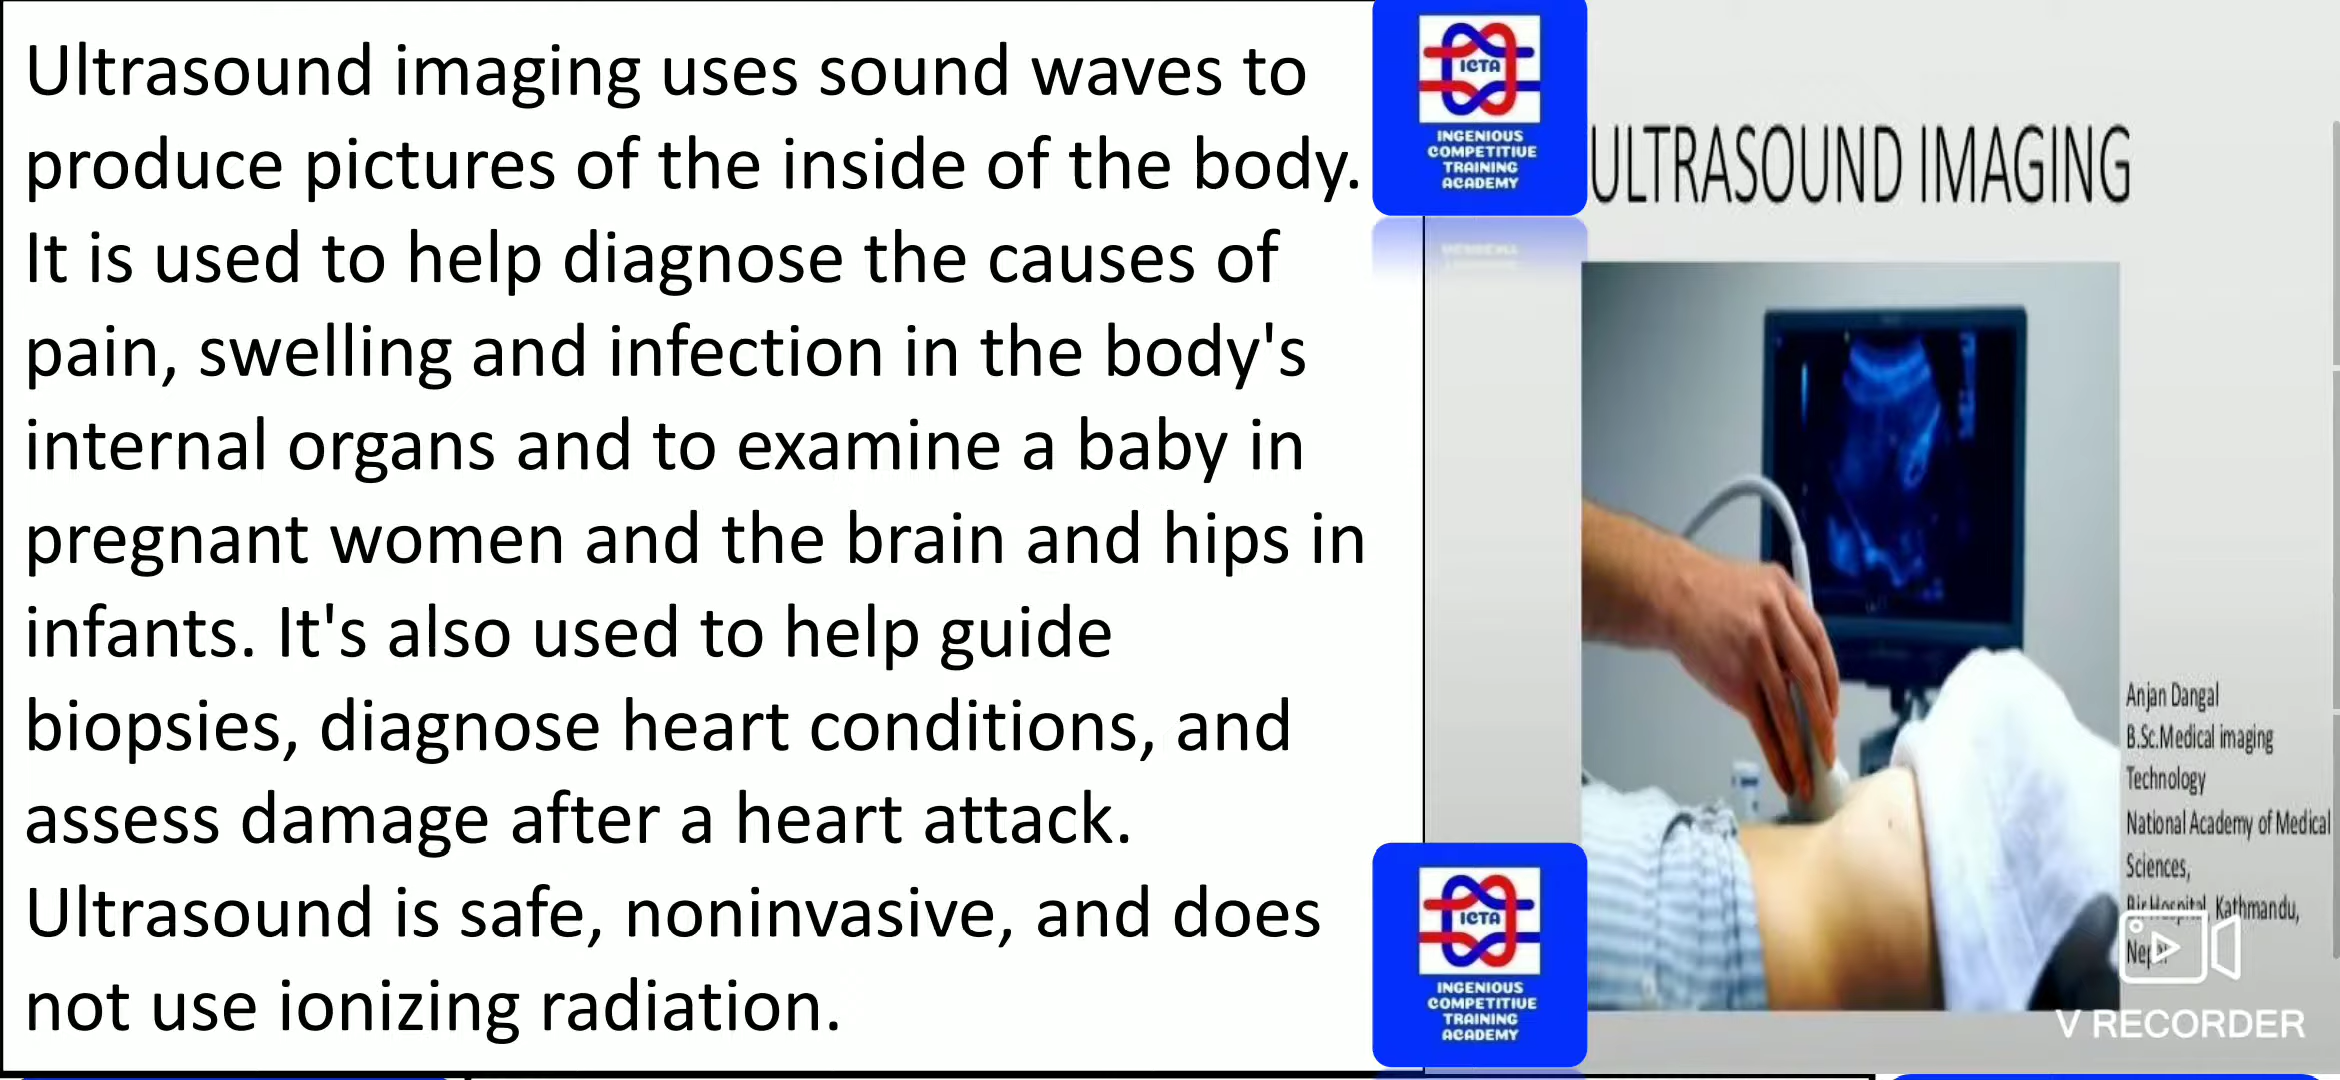 Ultrasound imaging uses sound waves to
produce pictures of the inside of the body.
It is used to help diagnose the causes of
pain, swelling and infection in the body's
internal organs and to examine a baby in
pregnant women and the brain and hips in
infants. It's also used to help guide
biopsies, diagnose heart conditions, and
assess damage after a heart attack.
Ultrasound is safe, noninvasive, and does
not use ionizing radiation.
ICTA
INGENIOUS
COMPETITIVE
TRAINING
ACADEMY
ULTRASOUND IMAGING
Anjan Dangal
B.Sc.Medical imaging
Technology
National Academy of Medical
Sciences,
Bir Hospital, Kathmandu,
Nepal
ICTA
INGENIOUS
COMPETITIVE
TRAINING
ACADEMY
V RECORDER